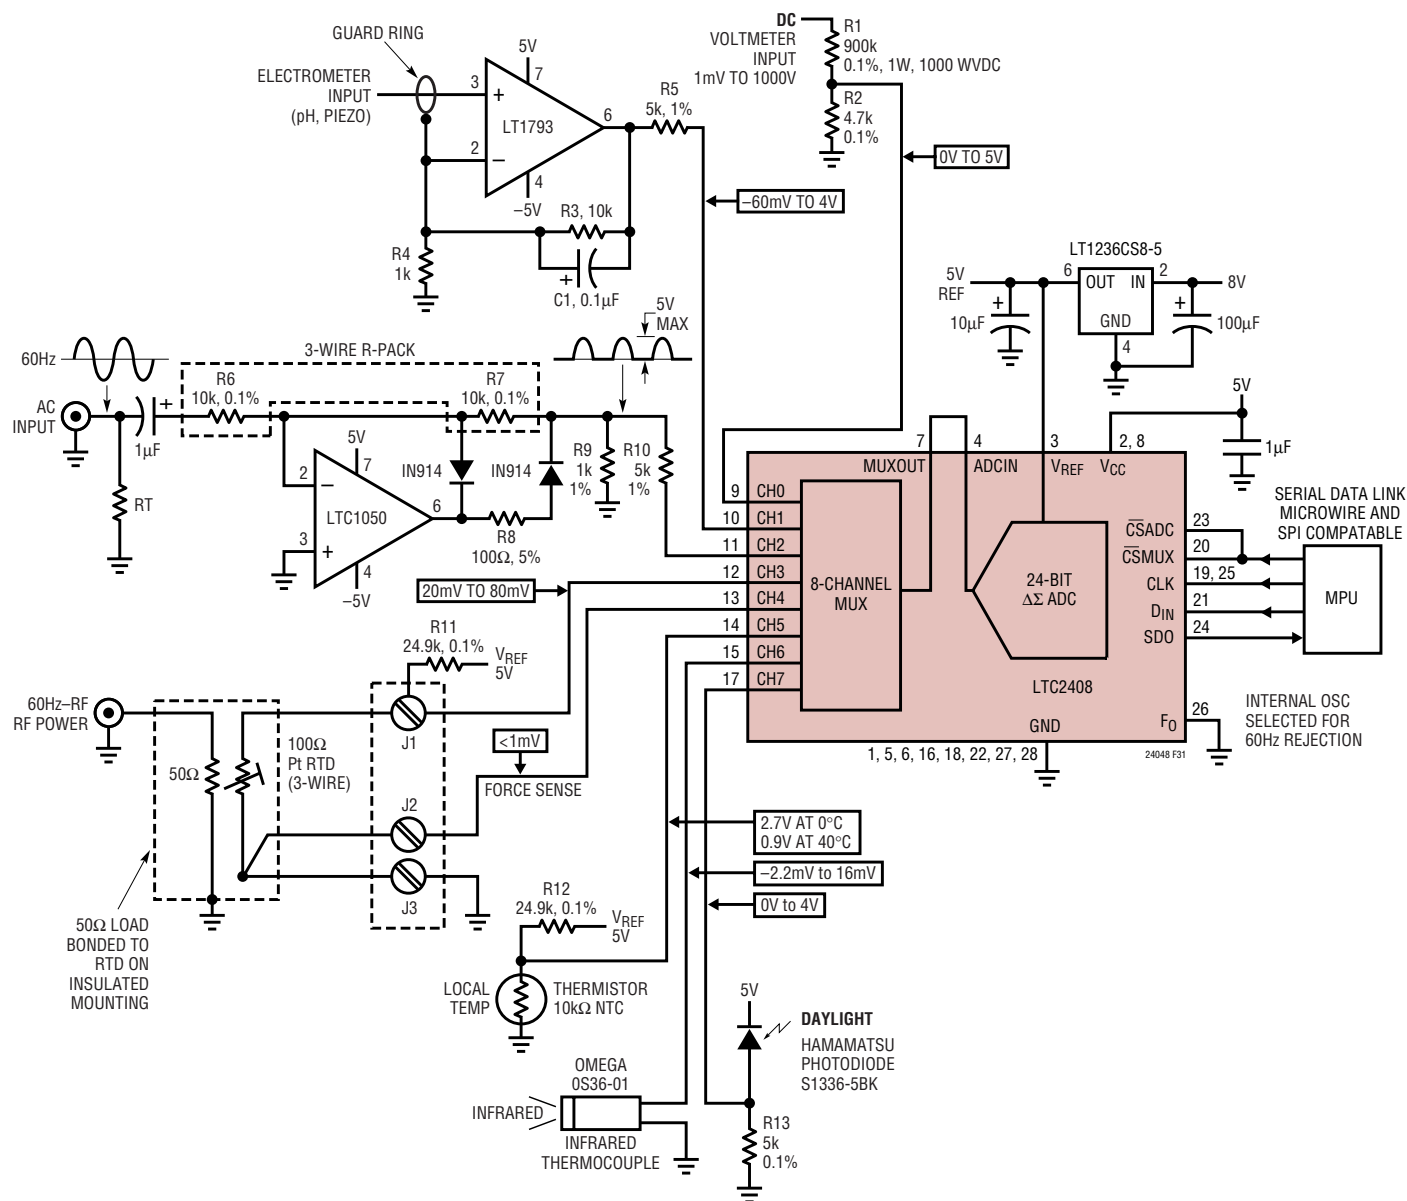 GUARD RING
ELECTROMETER
INPUT
(pH, PIEZO)
5V
7
3
+
LT1793
6
2
–
4
–5V
R5
5k, 1%
R3, 10k
R4
1k
+
C1, 0.1µF
DC
VOLTMETER
INPUT
1mV TO 1000V
R1
900k
0.1%, 1W, 1000 WVDC
R2
4.7k
0.1%
0V TO 5V
–60mV TO 4V
LT1236CS8-5
5V
REF
6
OUT
IN
2
8V
+
10µF
GND
4
+
100µF
5V
1µF
60Hz
AC
INPUT
1µF
+
RT
3-WIRE R-PACK
R6
10k, 0.1%
R7
10k, 0.1%
5V
MAX
5V
7
2
–
LTC1050
6
3
+
4
–5V
IN914
IN914
R8
100Ω, 5%
R9
1k
1%
R10
5k
1%
7
4
3
2, 8
MUXOUT
ADCIN
VREF
VCC
9
CH0
10
CH1
11
CH2
12
CH3
13
CH4
14
CH5
15
CH6
17
CH7
8-CHANNEL
MUX
24-BIT
ΔΣ ADC
LTC2408
GND
1, 5, 6, 16, 18, 22, 27, 28
CSADC
23
CSMUX
20
CLK
19, 25
DIN
21
SDO
24
FO
26
SERIAL DATA LINK
MICROWIRE AND
SPI COMPATABLE
MPU
INTERNAL OSC
SELECTED FOR
60Hz REJECTION
24048 F31
20mV TO 80mV
R11
24.9k, 0.1%
VREF
5V
60Hz–RF
RF POWER
50Ω
100Ω
Pt RTD
(3-WIRE)
J1
J2
J3
<1mV
FORCE SENSE
50Ω LOAD
BONDED TO
RTD ON
INSULATED
MOUNTING
2.7V AT 0°C
0.9V AT 40°C
–2.2mV to 16mV
0V to 4V
R12
24.9k, 0.1%
VREF
5V
LOCAL
TEMP
THERMISTOR
10kΩ NTC
5V
DAYLIGHT
HAMAMATSU
PHOTODIODE
S1336-5BK
OMEGA
0S36-01
INFRARED
INFRARED
THERMOCOUPLE
R13
5k
0.1%